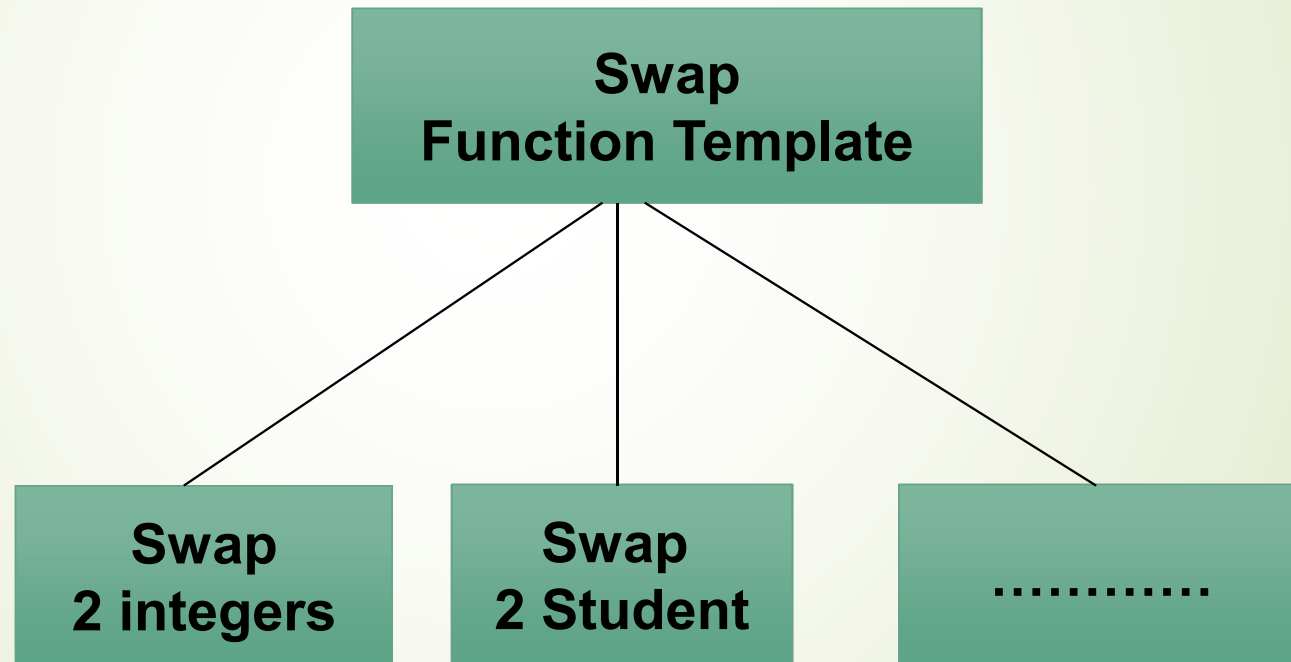 Swap
Function Template
Swap
2 integers
Swap
2 Student
............